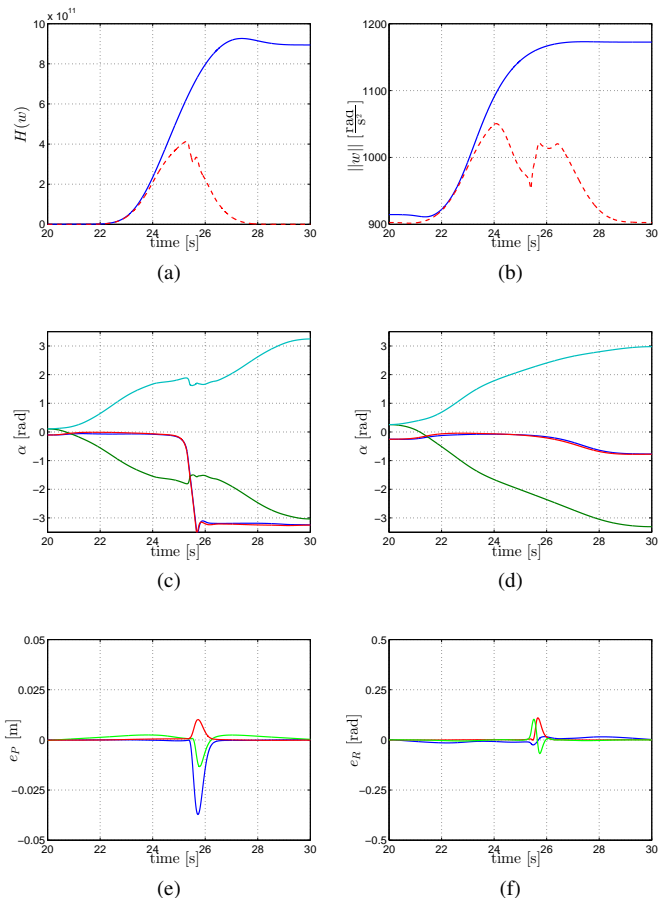 x 10^11
10
8
6
4
2
0
H(w)
20 22 24 26 28 30
time [s]
(a)
1200
1100
1000
900
||w|| [rad/s²]
20 22 24 26 28 30
time [s]
(b)
3
2
1
0
−1
−2
−3
α [rad]
20 22 24 26 28 30
time [s]
(c)
3
2
1
0
−1
−2
−3
α [rad]
20 22 24 26 28 30
time [s]
(d)
0.05
0.025
0
−0.025
−0.05
e_P [m]
20 22 24 26 28 30
time [s]
(e)
0.5
0.25
0
−0.25
−0.5
e_R [rad]
20 22 24 26 28 30
time [s]
(f)